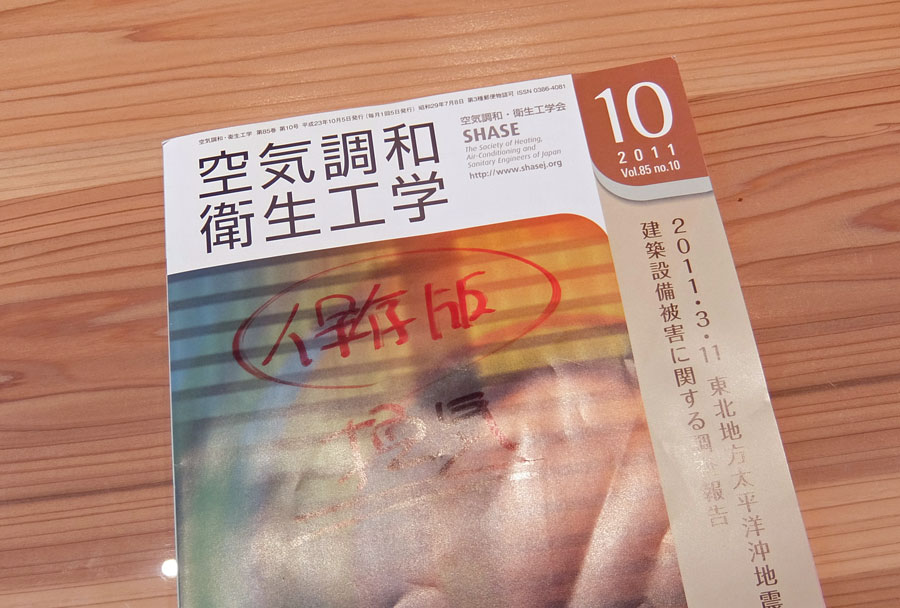 空気調和・衛生工学 第85巻 第10号 平成23年10月5日発行（毎月1回5日発行）昭和29年7月8日 第3種郵便物認可 ISSN 0386-4081
空気調和
衛生工学
空気調和・衛生工学会
SHASE
The Society of Heating,
Air-Conditioning and
Sanitary Engineers of Japan
http://www.shasej.org
10
2011
Vol.85 no.10
2011・3・11 東北地方太平洋沖地震
建築設備被害に関する調査報告
保存版